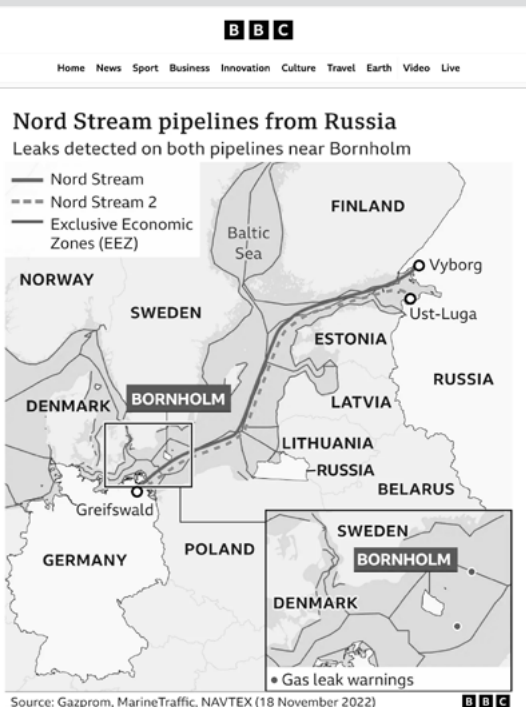 BBC
Home News Sport Business Innovation Culture Travel Earth Video Live
Nord Stream pipelines from Russia
Leaks detected on both pipelines near Bornholm
Nord Stream
Nord Stream 2
Exclusive Economic
Zones (EEZ)
FINLAND
Baltic
Sea
Vyborg
NORWAY
SWEDEN
Ust-Luga
ESTONIA
RUSSIA
DENMARK
BORNHOLM
LATVIA
LITHUANIA
RUSSIA
BELARUS
Greifswald
GERMANY
POLAND
SWEDEN
BORNHOLM
DENMARK
Gas leak warnings
Source: Gazprom, MarineTraffic, NAVTEX (18 November 2022)
BBC